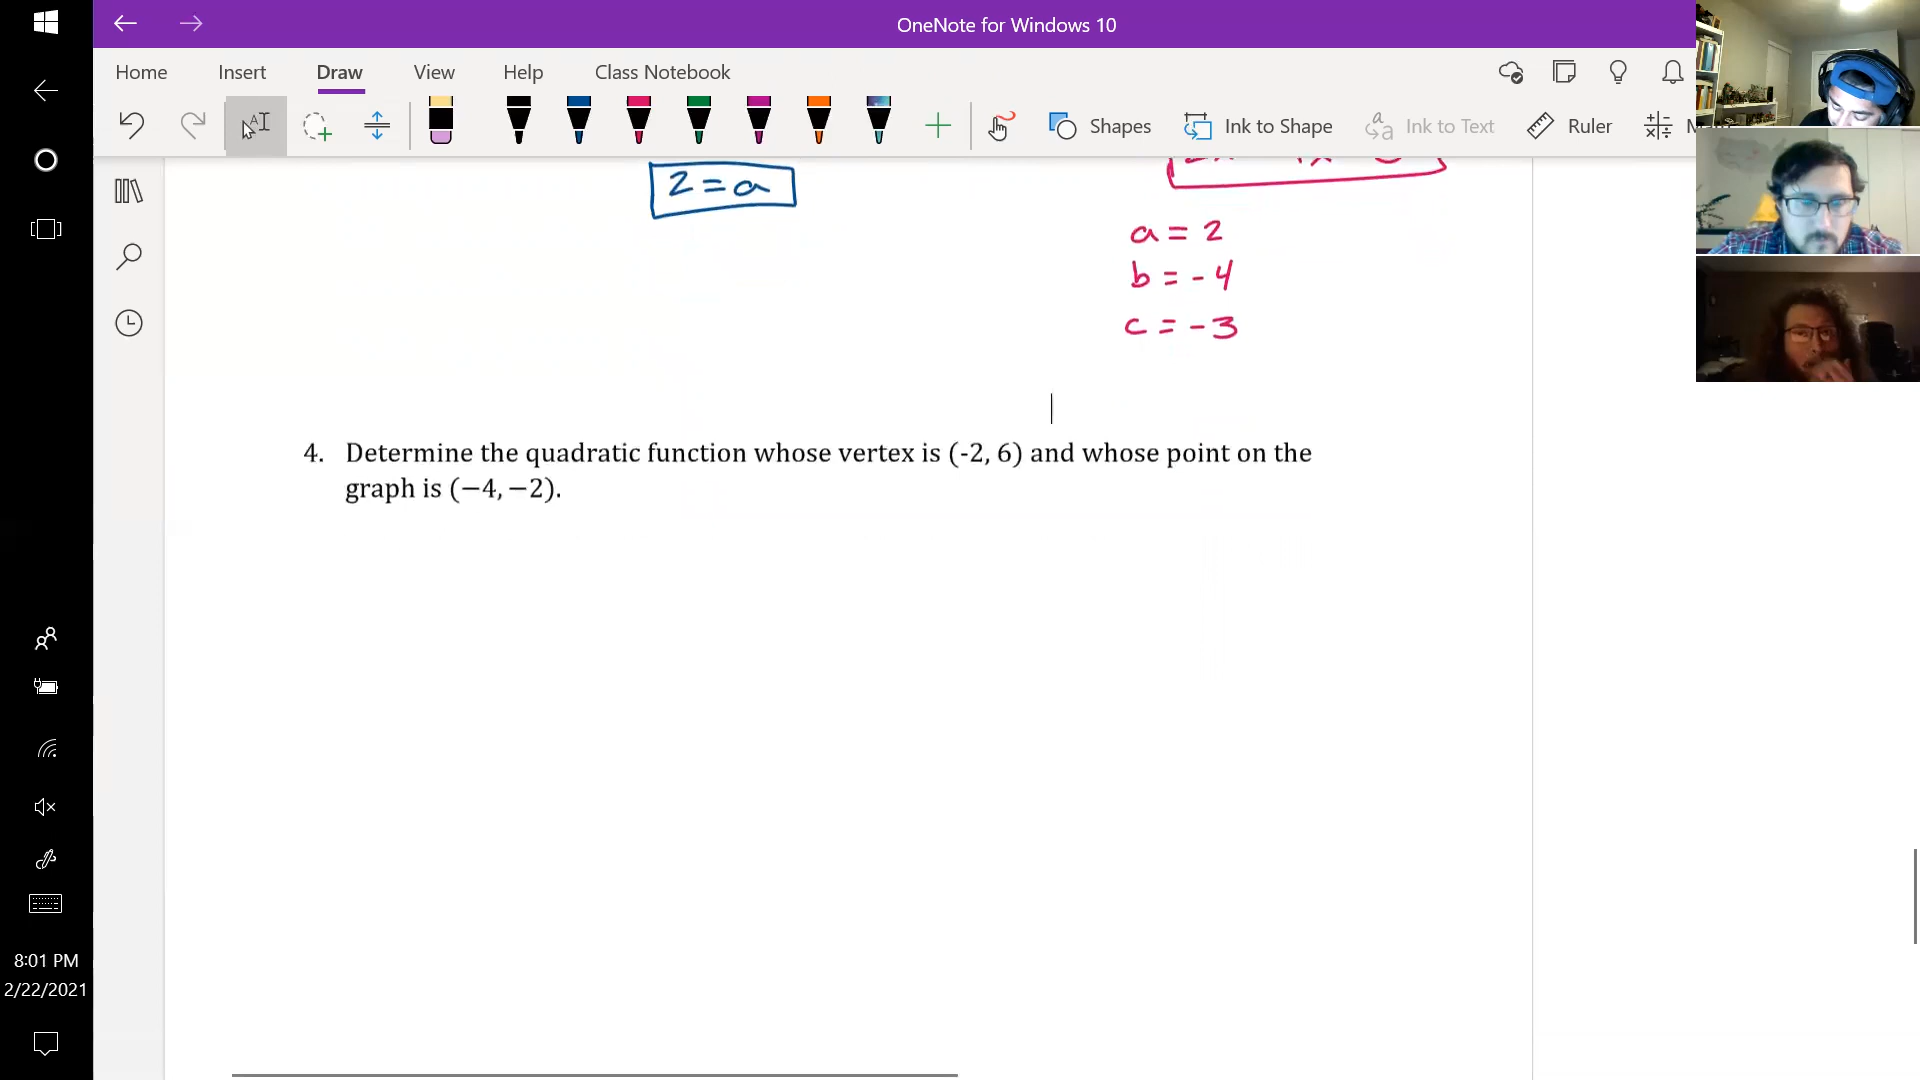 OneNote for Windows 10
Home Insert Draw View Help Class Notebook
Shapes Ink to Shape Ink to Text Ruler
2 = a
a = 2
b = -4
c = -3
4. Determine the quadratic function whose vertex is (-2, 6) and whose point on the
graph is (−4, −2).
8:01 PM
2/22/2021